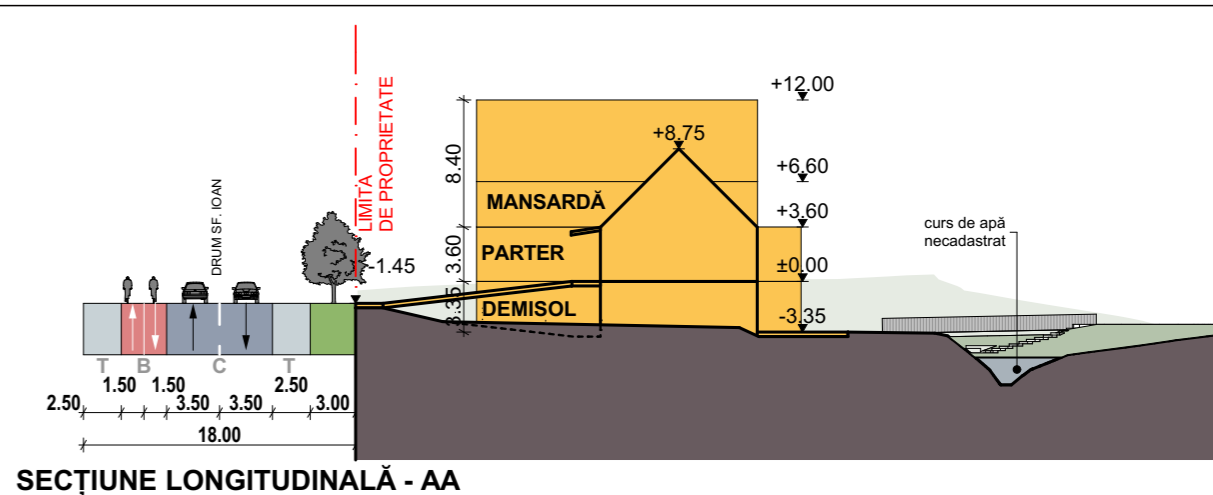 +12.00
+8.75
+6.60
+3.60
±0.00
-3.35
8.40
3.60
3.35
MANSARDĂ
PARTER
DEMISOL
LIMITA
DE PROPRIETATE
-1.45
DRUM SF. IOAN
curs de apă
necadastrat
T B C T
1.50 1.50 2.50
2.50 3.50 3.50 3.00
18.00
SECȚIUNE LONGITUDINALĂ - AA